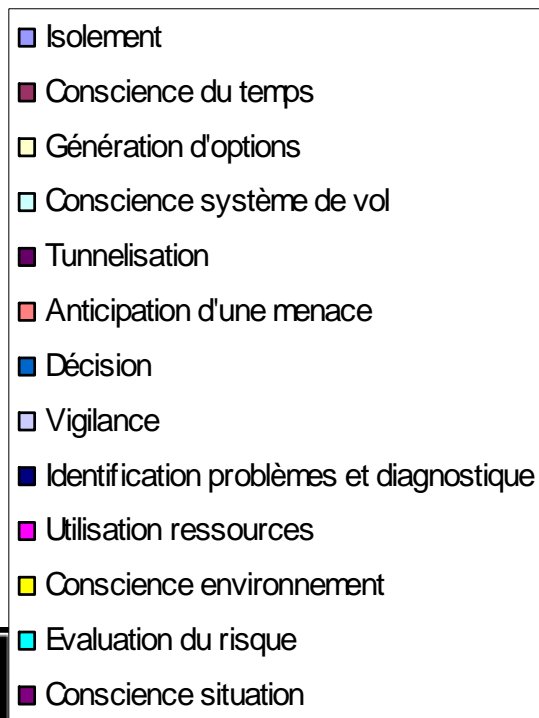 Isolement
Conscience du temps
Génération d'options
Conscience système de vol
Tunnelisation
Anticipation d'une menace
Décision
Vigilance
Identification problèmes et diagnostique
Utilisation ressources
Conscience environnement
Evaluation du risque
Conscience situation